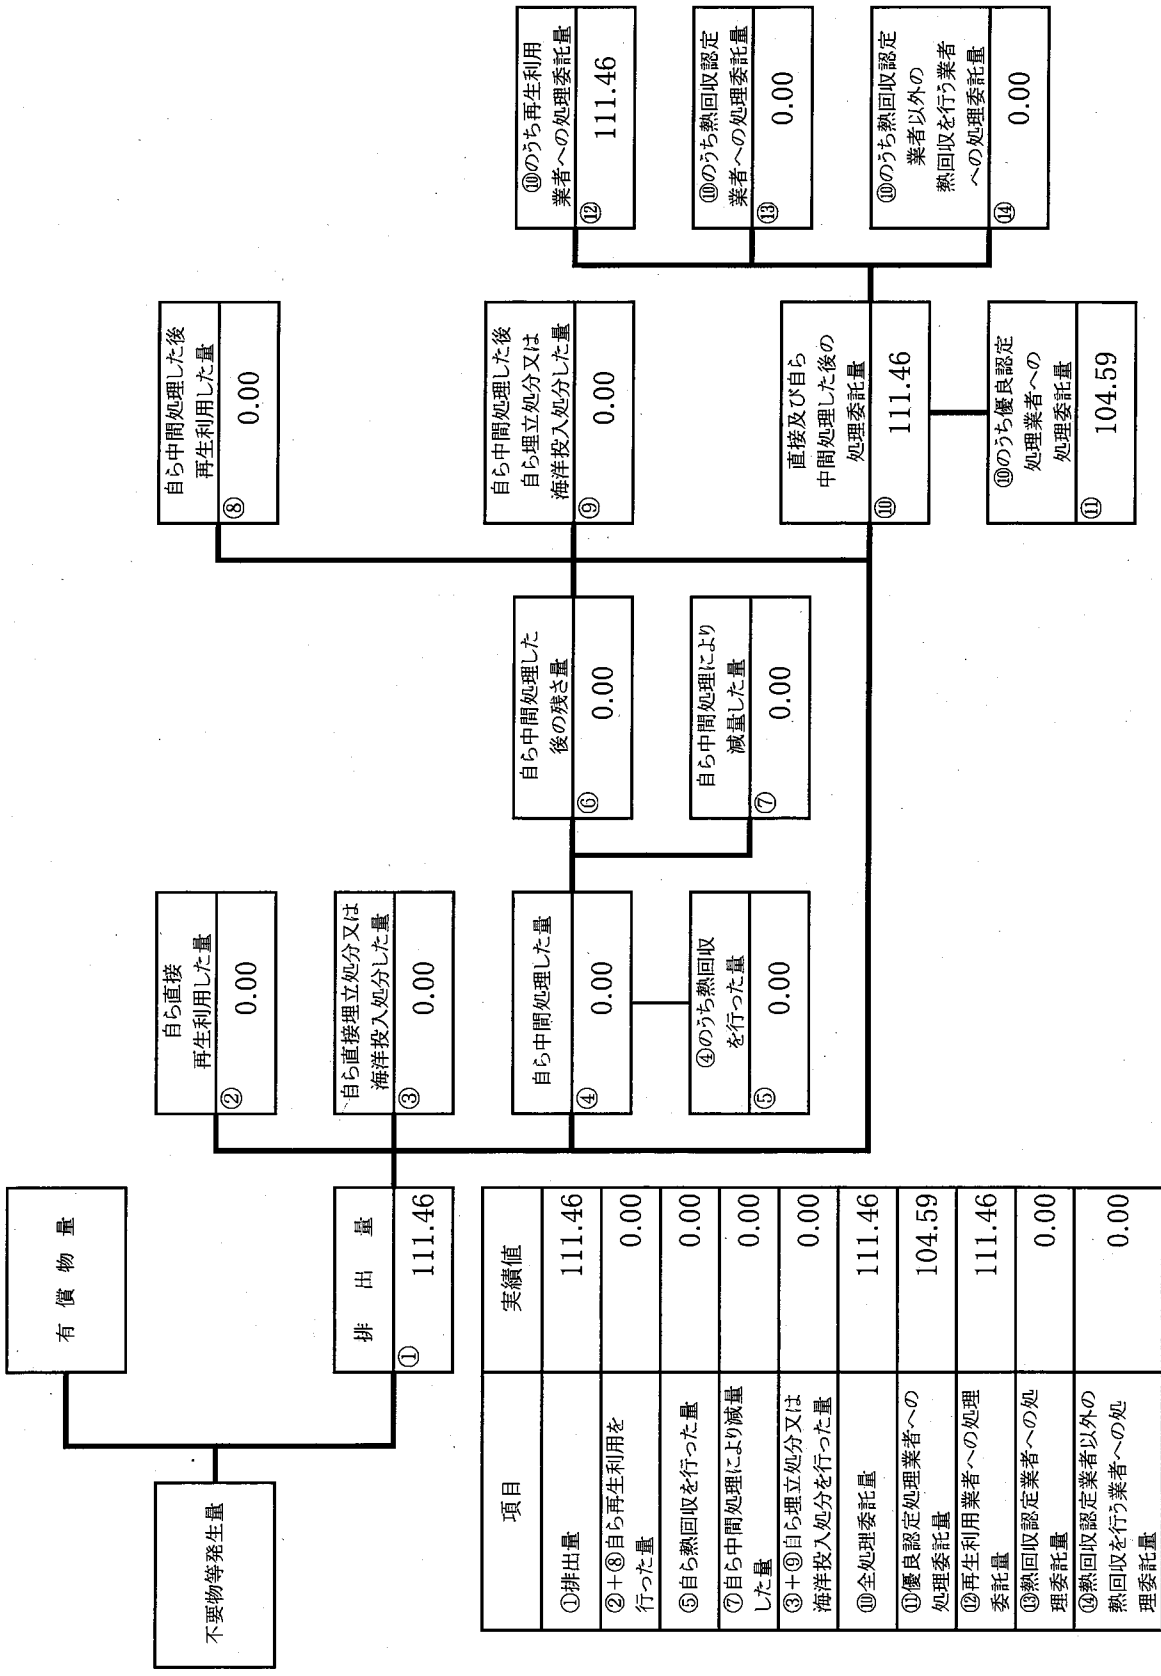 不要物等発生量
有償物量
排出量
① 111.46
自ら直接
再生利用した量
② 0.00
自ら直接埋立処分又は
海洋投入処分した量
③ 0.00
自ら中間処理した量
④ 0.00
④のうち熱回収
を行った量
⑤ 0.00
自ら中間処理した
後の残さ量
⑥ 0.00
自ら中間処理により
減量した量
⑦ 0.00
自ら中間処理した後
再生利用した量
⑧ 0.00
自ら中間処理した後
自ら埋立処分又は
海洋投入処分した量
⑨ 0.00
直接及び自ら
中間処理した後の
処理委託量
⑩ 111.46
⑩のうち優良認定
処理業者への
処理委託量
⑪ 104.59
⑩のうち再生利用
業者への処理委託量
⑫ 111.46
⑩のうち熱回収認定
業者への処理委託量
⑬ 0.00
⑩のうち熱回収認定
業者以外の
熱回収を行う業者
への処理委託量
⑭ 0.00
項目 実績値
①排出量 111.46
②+⑧自ら再生利用を
行った量 0.00
⑤自ら熱回収を行った量 0.00
⑦自ら中間処理により減量
した量 0.00
③+⑨自ら埋立処分又は
海洋投入処分を行った量 0.00
⑩全処理委託量 111.46
⑪優良認定処理業者への
処理委託量 104.59
⑫再生利用業者への処理
委託量 111.46
⑬熱回収認定業者への処
理委託量 0.00
⑭熱回収認定業者以外の
熱回収を行う業者への処
理委託量 0.00